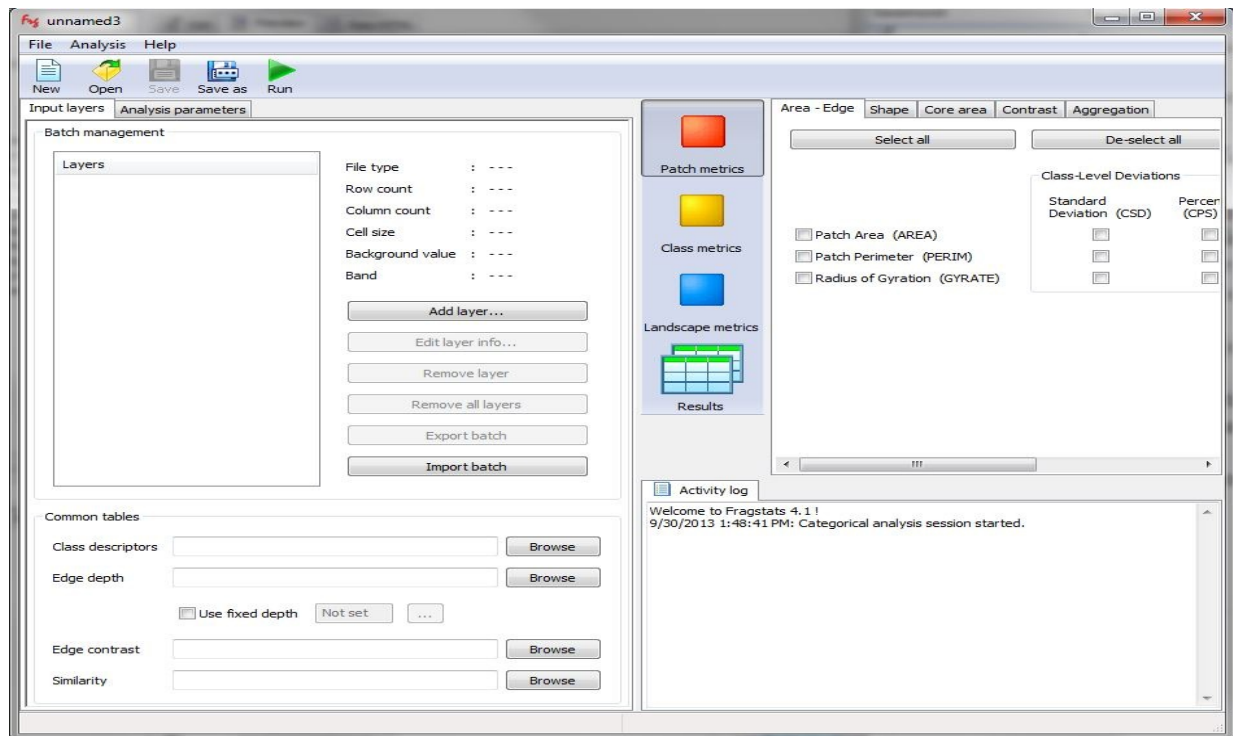 unnamed3
File Analysis Help
New Open Save Save as Run
Input layers Analysis parameters
Batch management
Layers
File type : ---
Row count : ---
Column count : ---
Cell size : ---
Background value : ---
Band : ---
Add layer...
Edit layer info...
Remove layer
Remove all layers
Export batch
Import batch
Common tables
Class descriptors Browse
Edge depth Browse
Use fixed depth Not set ...
Edge contrast Browse
Similarity Browse
Patch metrics
Class metrics
Landscape metrics
Results
Area - Edge Shape Core area Contrast Aggregation
Select all De-select all
Class-Level Deviations
Standard Percen
Deviation (CSD) (CPS)
Patch Area (AREA)
Patch Perimeter (PERIM)
Radius of Gyration (GYRATE)
Activity log
Welcome to Fragstats 4.1 !
9/30/2013 1:48:41 PM: Categorical analysis session started.